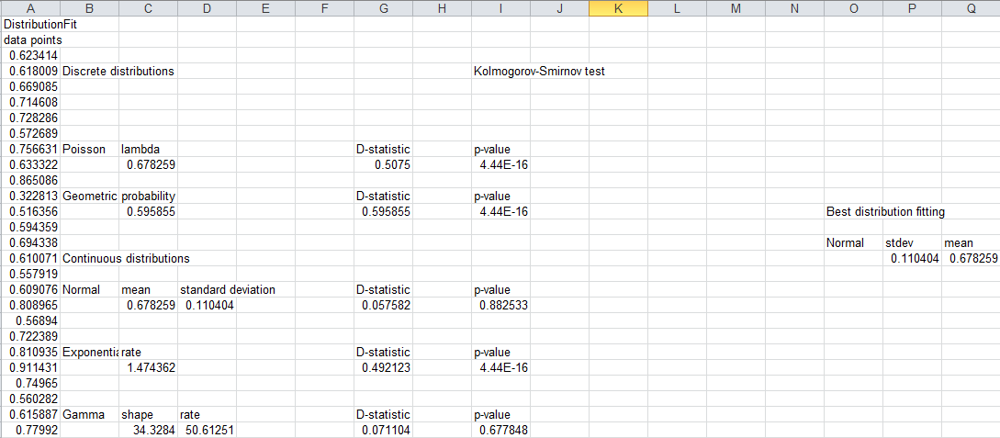 A B C D E F G H I J K L M N O P Q
DistributionFit
data points
0.623414
0.618009 Discrete distributions Kolmogorov-Smirnov test
0.669085
0.714608
0.728286
0.572689
0.756631 Poisson lambda D-statistic p-value
0.633322 0.678259 0.5075 4.44E-16
0.865086
0.322813 Geometric probability D-statistic p-value
0.516356 0.595855 0.595855 4.44E-16 Best distribution fitting
0.594359
0.694338 Normal stdev mean
0.610071 Continuous distributions 0.110404 0.678259
0.557919
0.609076 Normal mean standard deviation D-statistic p-value
0.808965 0.678259 0.110404 0.057582 0.882533
0.56894
0.722389
0.810935 Exponentia rate D-statistic p-value
0.911431 1.474362 0.492123 4.44E-16
0.74965
0.560282
0.615887 Gamma shape rate D-statistic p-value
0.77992 34.3284 50.61251 0.071104 0.677848